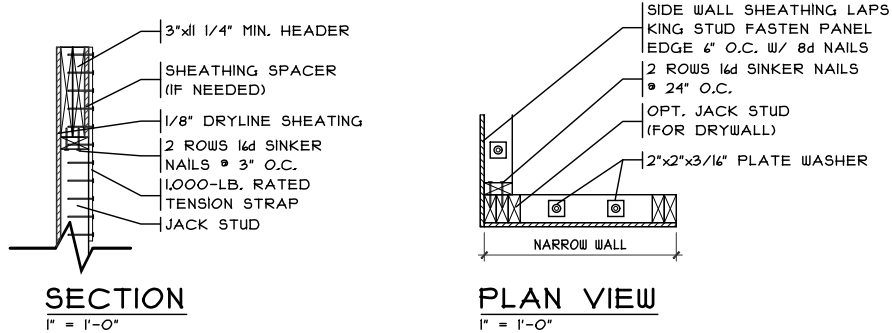 3"x11 1/4" MIN. HEADER
SHEATHING SPACER
(IF NEEDED)
1/8" DRYLINE SHEATING
2 ROWS 16d SINKER
NAILS @ 3" O.C.
1,000-LB. RATED
TENSION STRAP
JACK STUD
SECTION
1" = 1'-0"
SIDE WALL SHEATHING LAPS
KING STUD FASTEN PANEL
EDGE 6" O.C. W/ 8d NAILS
2 ROWS 16d SINKER NAILS
@ 24" O.C.
OPT. JACK STUD
(FOR DRYWALL)
2"x2"x3/16" PLATE WASHER
NARROW WALL
PLAN VIEW
1" = 1'-0"